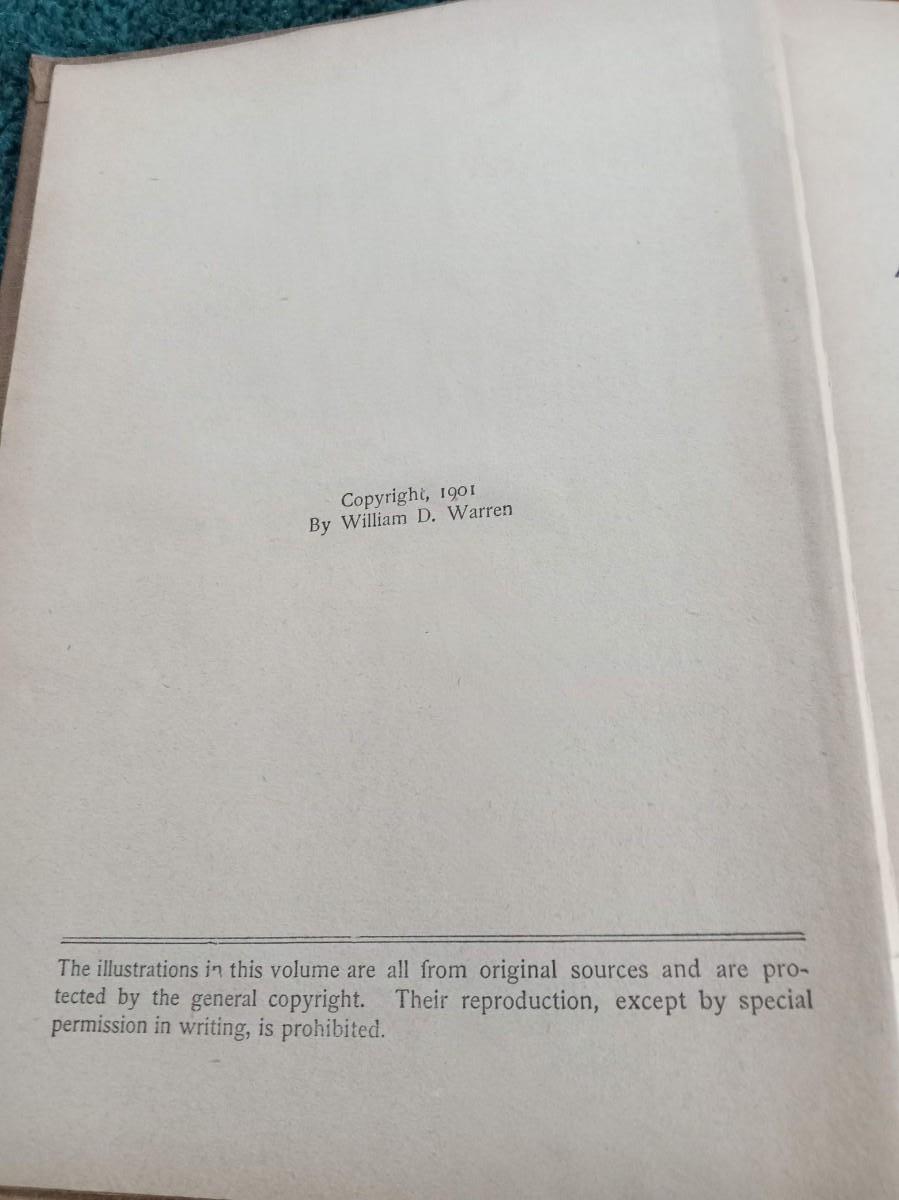 Copyright, 1901
By William D. Warren
The illustrations in this volume are all from original sources and are pro-
tected by the general copyright. Their reproduction, except by special
permission in writing, is prohibited.